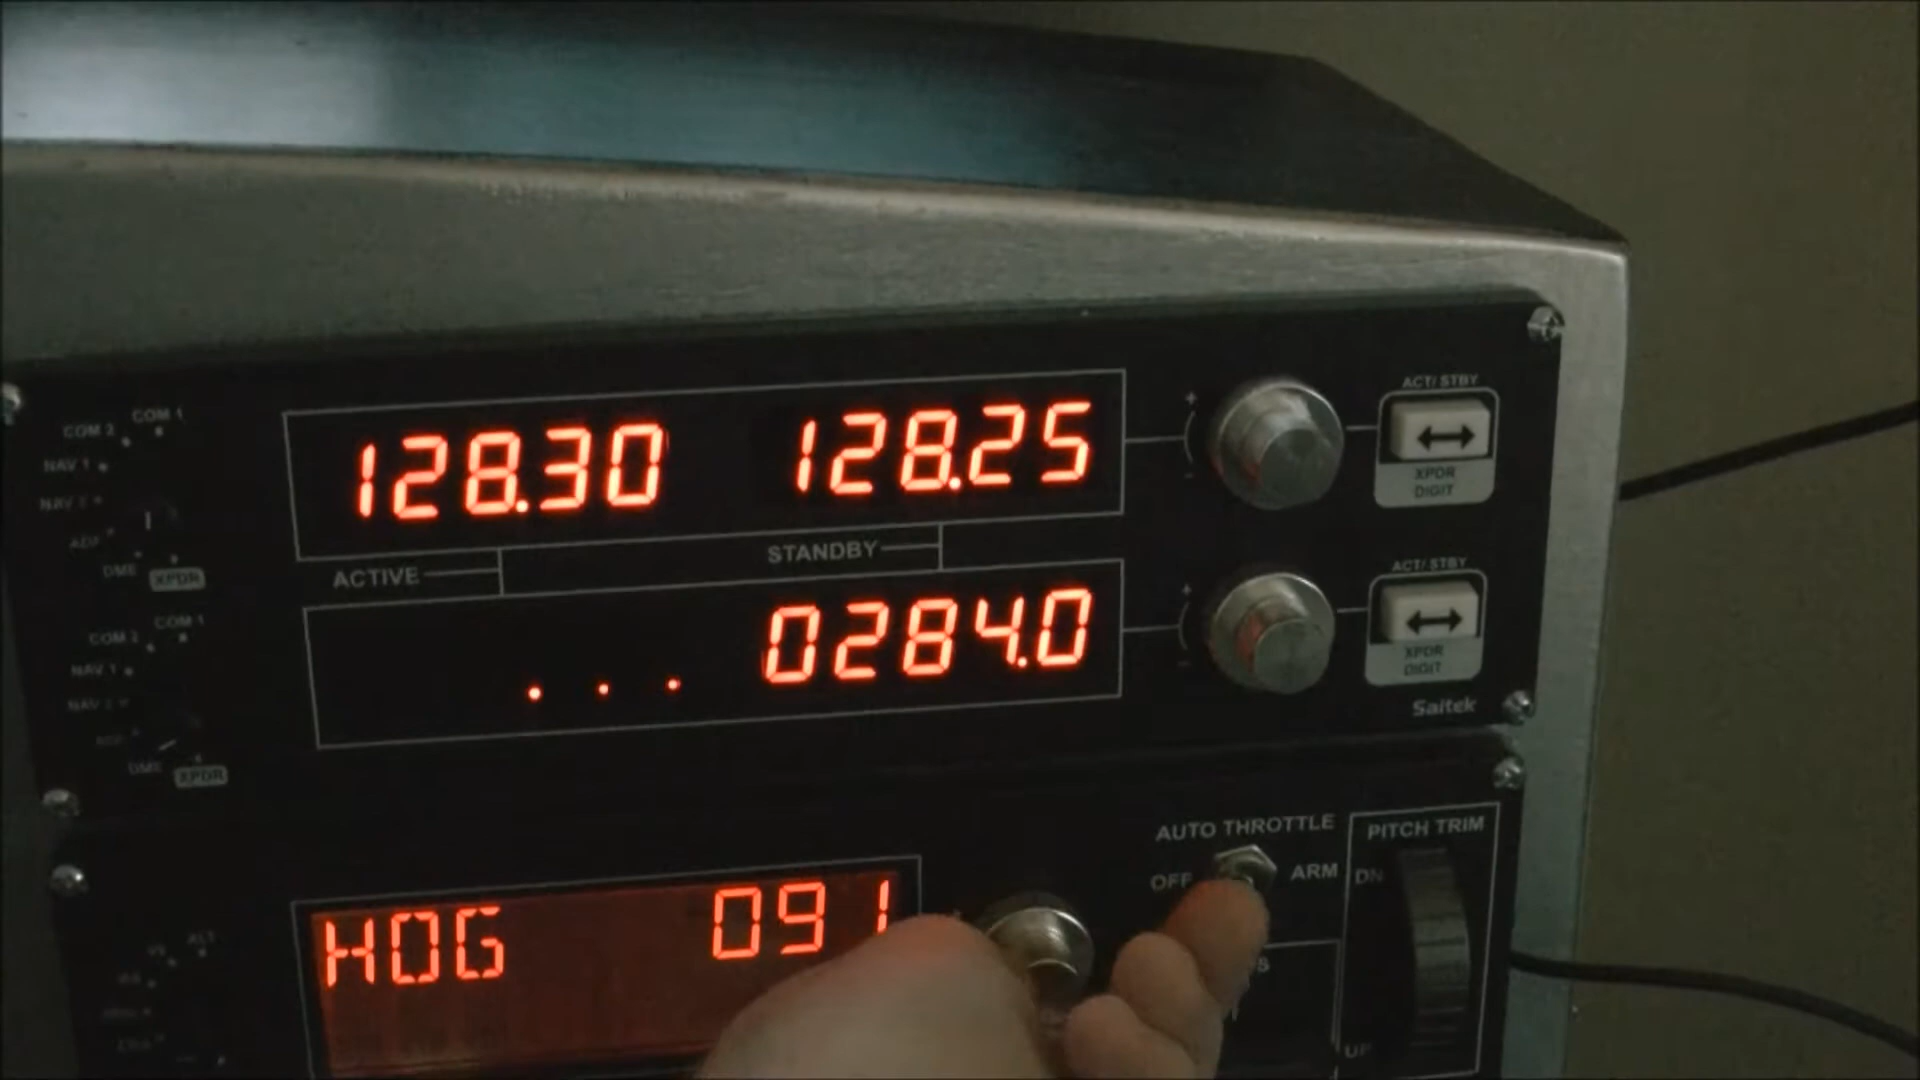 COM 1
COM 2
NAV 1
NAV 2
ADF
DME
XPDR
128.30 128.25
ACT/ STBY
XPDR
DIGIT
ACTIVE
STANDBY
COM 1
COM 2
NAV 1
NAV 2
DME
XPDR
. . . 0284.0
ACT/ STBY
XPDR
DIGIT
Saitek
ALT
VS
HDG 091
AUTO THROTTLE
OFF
ARM
PITCH TRIM
DN
UP